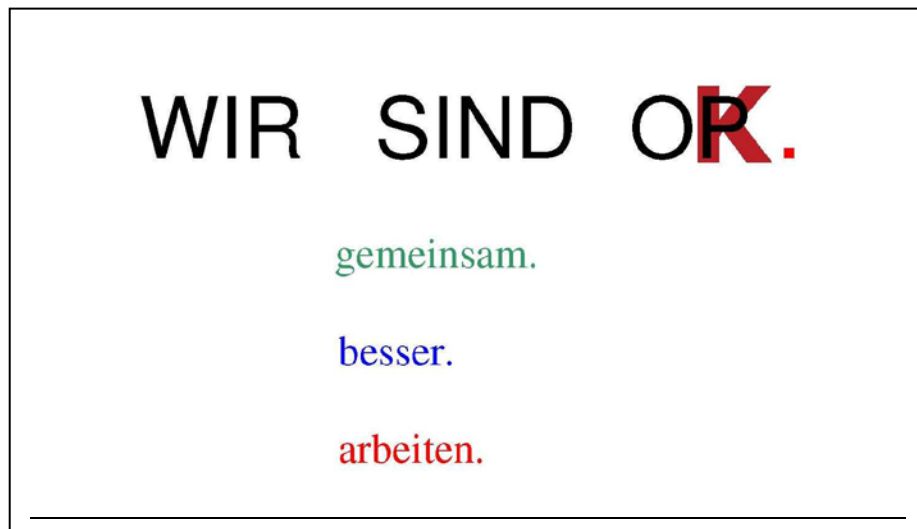 WIR SIND OPK.
gemeinsam.
besser.
arbeiten.